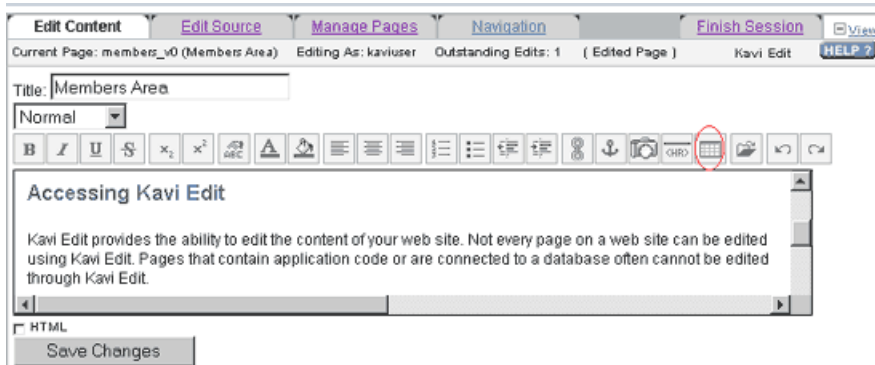 Edit Content Edit Source Manage Pages Navigation Finish Session View
Current Page: members_v0 (Members Area) Editing As: kaviuser Outstanding Edits: 1 ( Edited Page ) Kavi Edit HELP ?
Title: Members Area
Normal
B I U S x₂ x² ABC A <HR>
Accessing Kavi Edit
Kavi Edit provides the ability to edit the content of your web site. Not every page on a web site can be edited
using Kavi Edit. Pages that contain application code or are connected to a database often cannot be edited
through Kavi Edit.
HTML
Save Changes